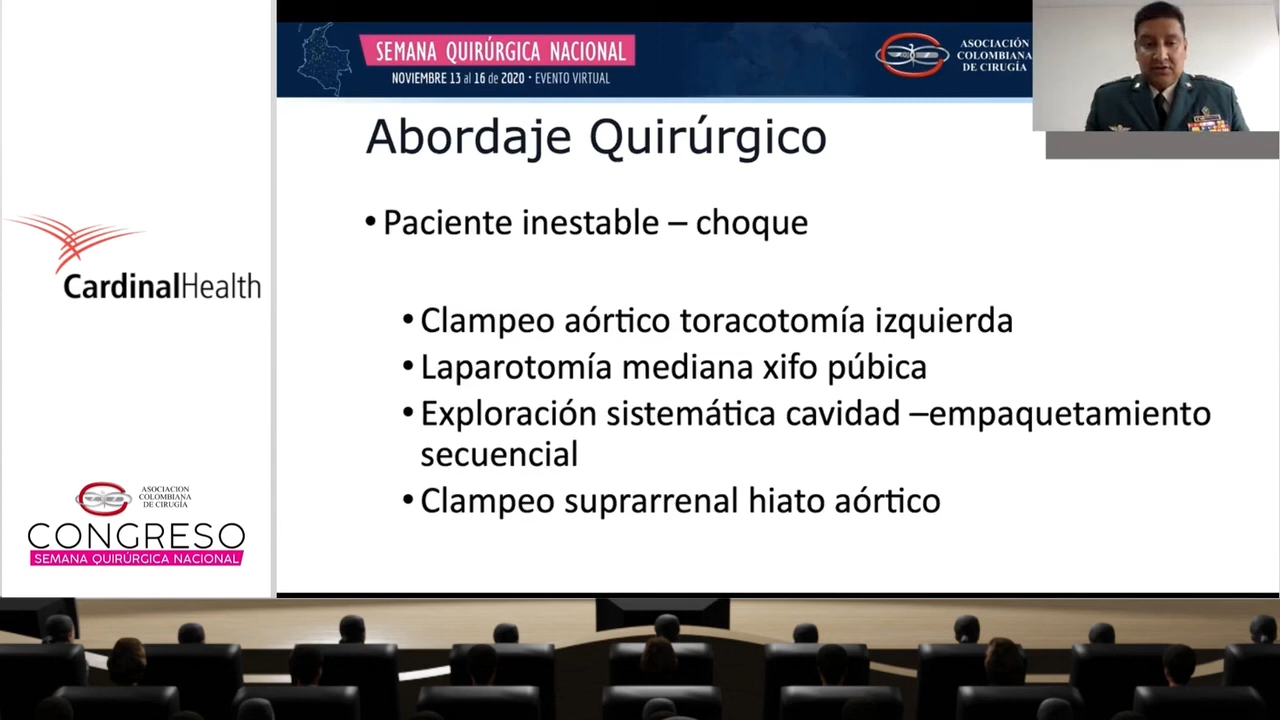 SEMANA QUIRÚRGICA NACIONAL
NOVIEMBRE 13 al 16 de 2020 • EVENTO VIRTUAL
ASOCIACIÓN
COLOMBIANA
DE CIRUGÍA
Abordaje Quirúrgico
• Paciente inestable – choque
• Clampeo aórtico toracotomía izquierda
• Laparotomía mediana xifo púbica
• Exploración sistemática cavidad –empaquetamiento
secuencial
• Clampeo suprarrenal hiato aórtico
CardinalHealth
ASOCIACION
COLOMBIANA
DE CIRUGÍA
CONGRESO
SEMANA QUIRÚRGICA NACIONAL